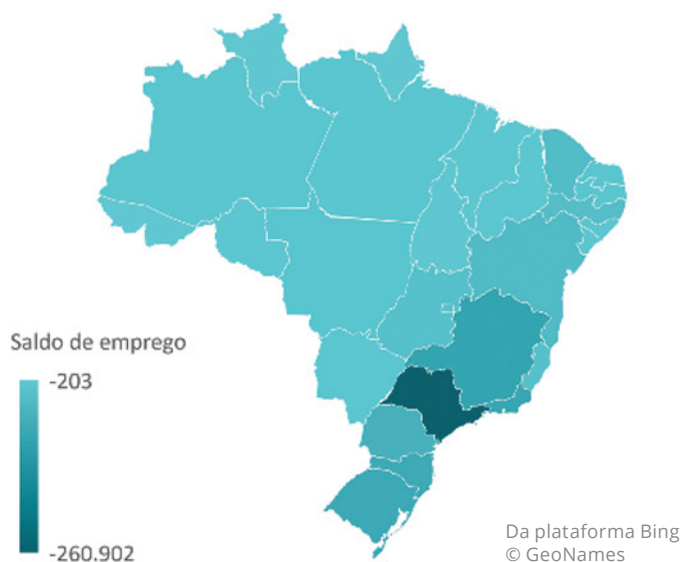 Saldo de emprego
-203
-260.902
Da plataforma Bing
© GeoNames